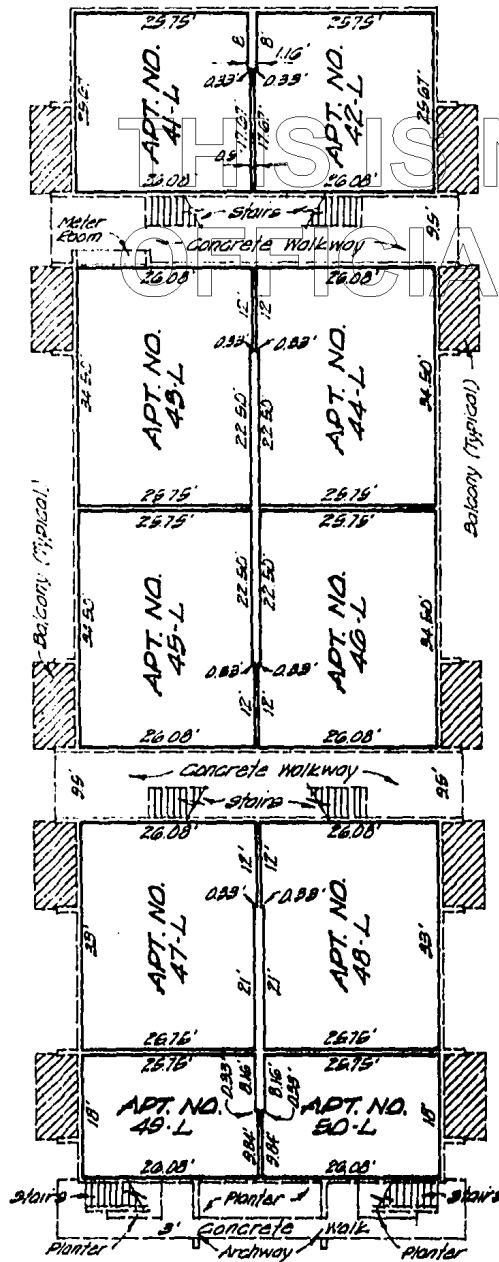 25.75' 25.75'
8' 8'
1.16'
0.33' 0.33'
25.67' APT. NO. 41-L 17.67' 17.67' APT. NO. 42-L 25.67'
0.5'
26.08' 26.08'
THIS IS N
Stairs
Meter Room
Concrete Walkway
9.5'
OFFICIA
26.08' 26.08'
12' 12'
0.33' 0.33'
34.50' APT. NO. 43-L 22.50' 22.50' APT. NO. 44-L 34.50'
Balcony (Typical)
25.75' 25.75'
25.75' 25.75'
Balcony (Typical)
34.50' APT. NO. 45-L 22.50' 22.50' APT. NO. 46-L 34.50'
0.33' 0.33'
12' 12'
26.08' 26.08'
9.5' Concrete Walkway 9.5'
Stairs
26.08' 26.08'
12' 12'
0.33' 0.33'
33' APT. NO. 47-L 21' 21' APT. NO. 48-L 33'
25.75' 25.75'
25.75' 25.75'
0.33' 8.16' 8.16' 0.33'
18' APT. NO. 49-L APT. NO. 50-L 18'
9.84' 9.84'
26.08' 26.08'
Stairs Planter Stairs
Concrete Walk
Planter Archway Planter